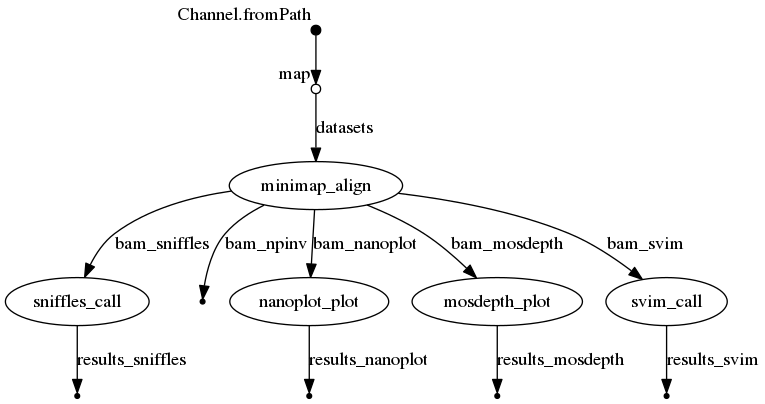 Channel.fromPath
map
datasets
minimap_align
bam_sniffles
bam_npinv
bam_nanoplot
bam_mosdepth
bam_svim
sniffles_call
nanoplot_plot
mosdepth_plot
svim_call
results_sniffles
results_nanoplot
results_mosdepth
results_svim